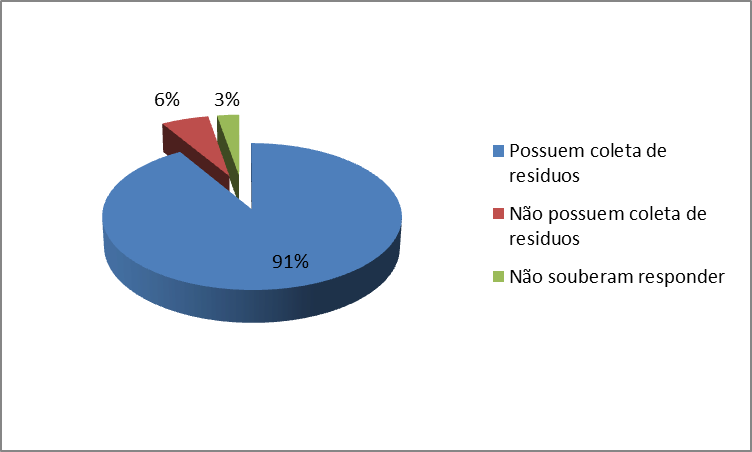 6%
3%
91%
Possuem coleta de
residuos
Não possuem coleta de
residuos
Não souberam responder